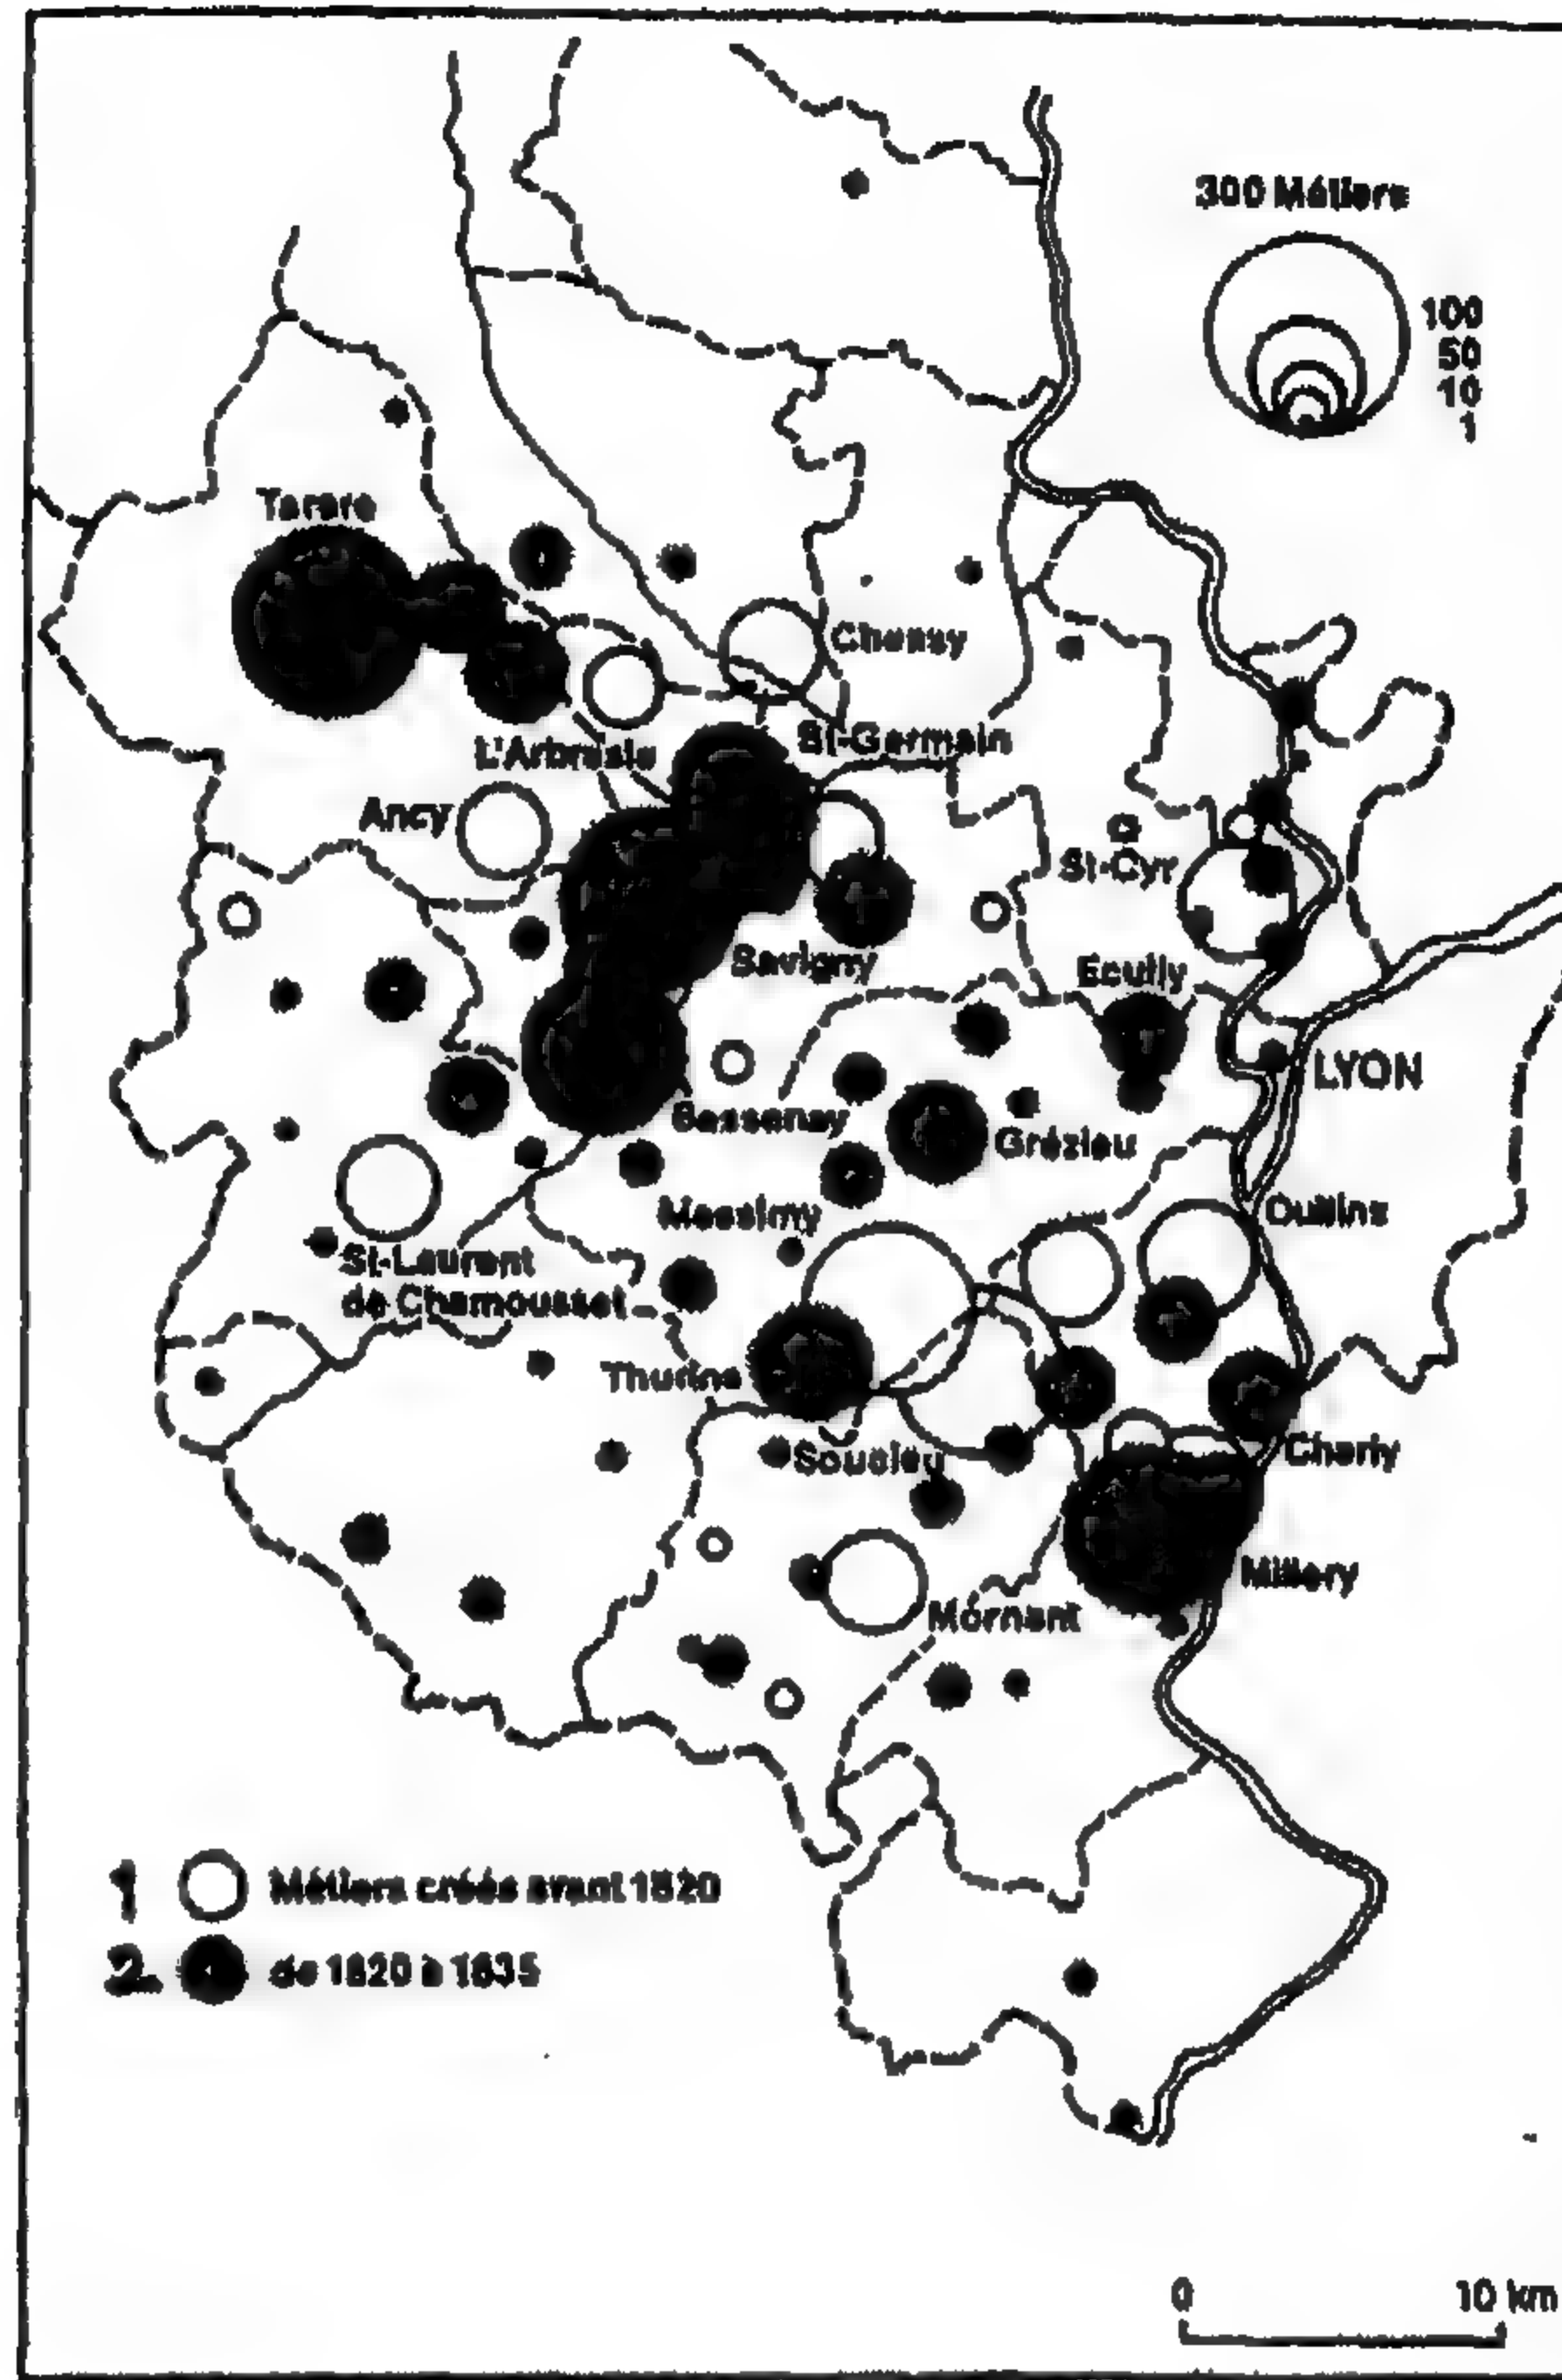 300 Métiers
100
50
10
1
Tarare
Chessy
St-Germain
L'Arbresle
Ancy
St-Cyr
Savigny
Ecully
LYON
Bessenay
Grézieu
Messimy
Oullins
St-Laurent
de Chamousset
Thurins
Soucieu
Charly
Millery
Mornant
1 Métiers créés avant 1820
2 de 1820 à 1835
0 10 km